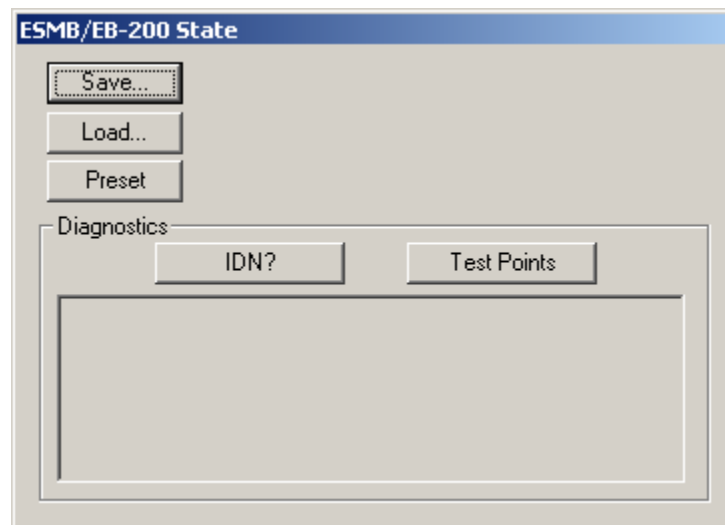 ESMB/EB-200 State
Save...
Load...
Preset
Diagnostics
IDN?
Test Points